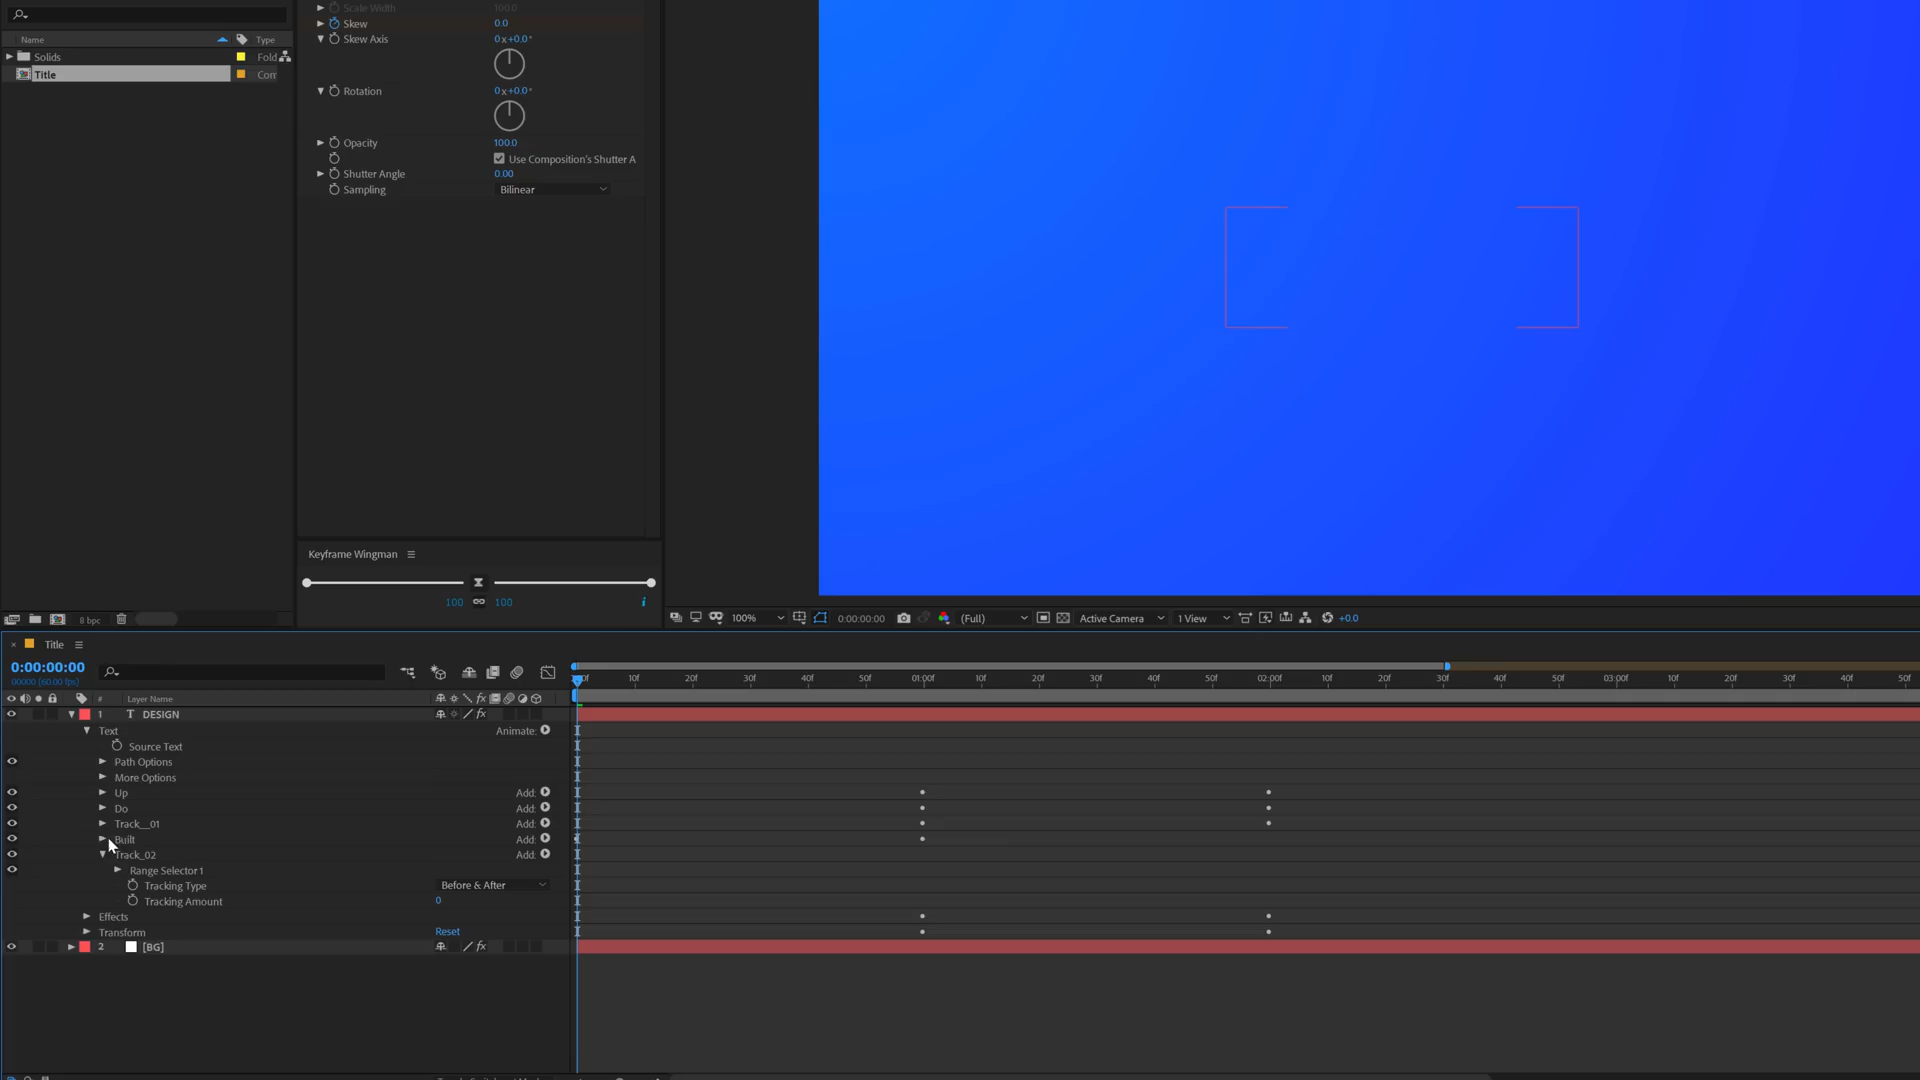 Name
Type
Solids
Fold
Title
Com
Scale Width
100.0
Skew
0.0
Skew Axis
0x+0.0°
Rotation
0x+0.0°
Opacity
100.0
Use Composition's Shutter A
Shutter Angle
0.00
Sampling
Bilinear
Keyframe Wingman
100
100
8 bpc
100%
0:00:00:00
(Full)
Active Camera
1 View
+0.0
Title
0:00:00:00
00000 (60.00 fps)
# Layer Name
:00f 10f 20f 40f 50f 01:00f 10f 20f 40f 50f 02:00f 10f 20f 40f 50f 03:00f 10f 20f 40f 50f
1 T DESIGN
Text
Animate:
Source Text
Path Options
More Options
Up
Add:
Do
Add:
Track__01
Add:
Built
Add:
Track_02
Add:
Range Selector 1
Tracking Type
Before & After
Tracking Amount
0
Effects
Transform
Reset
2 [BG]